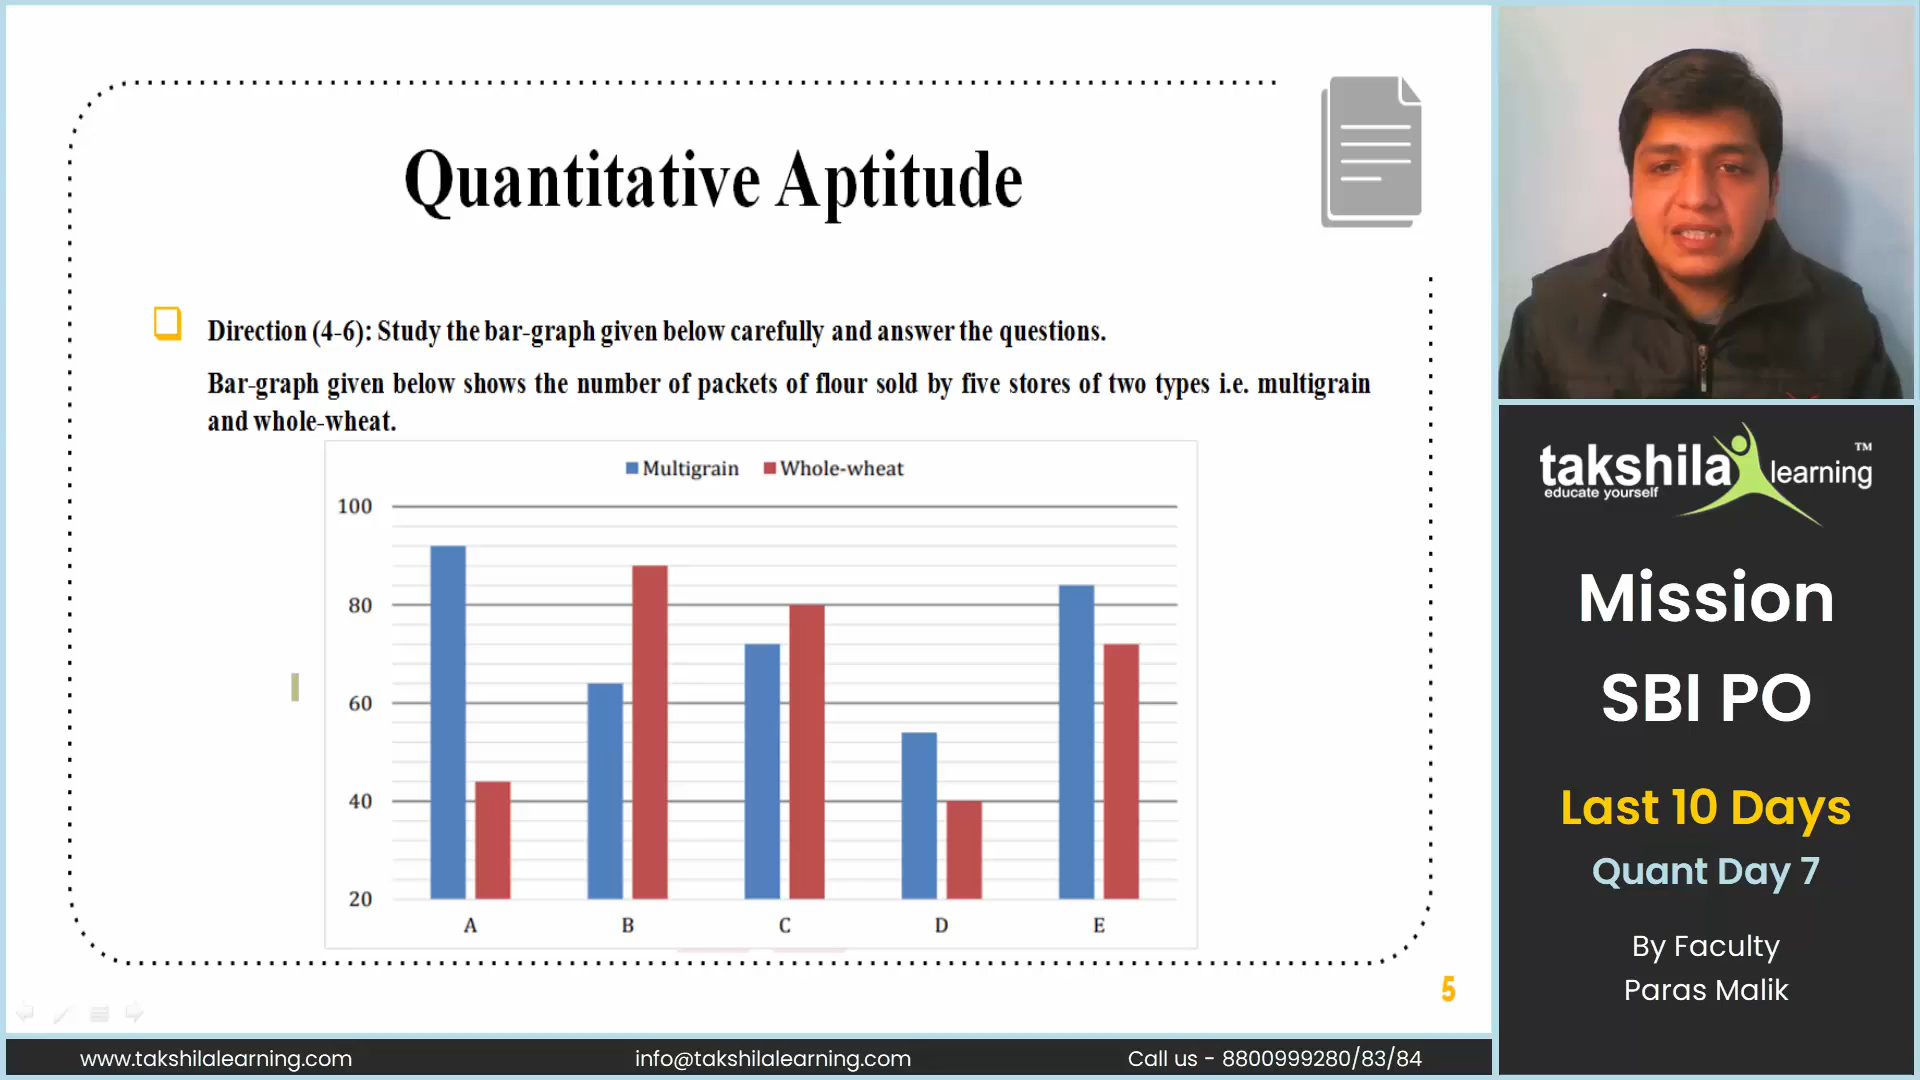 Quantitative Aptitude
Direction (4-6): Study the bar-graph given below carefully and answer the questions.
Bar-graph given below shows the number of packets of flour sold by five stores of two types i.e. multigrain
and whole-wheat.
Multigrain Whole-wheat
100
80
60
40
20
A B C D E
5
takshila learning TM
educate yourself
Mission
SBI PO
Last 10 Days
Quant Day 7
By Faculty
Paras Malik
www.takshilalearning.com info@takshilalearning.com Call us - 8800999280/83/84